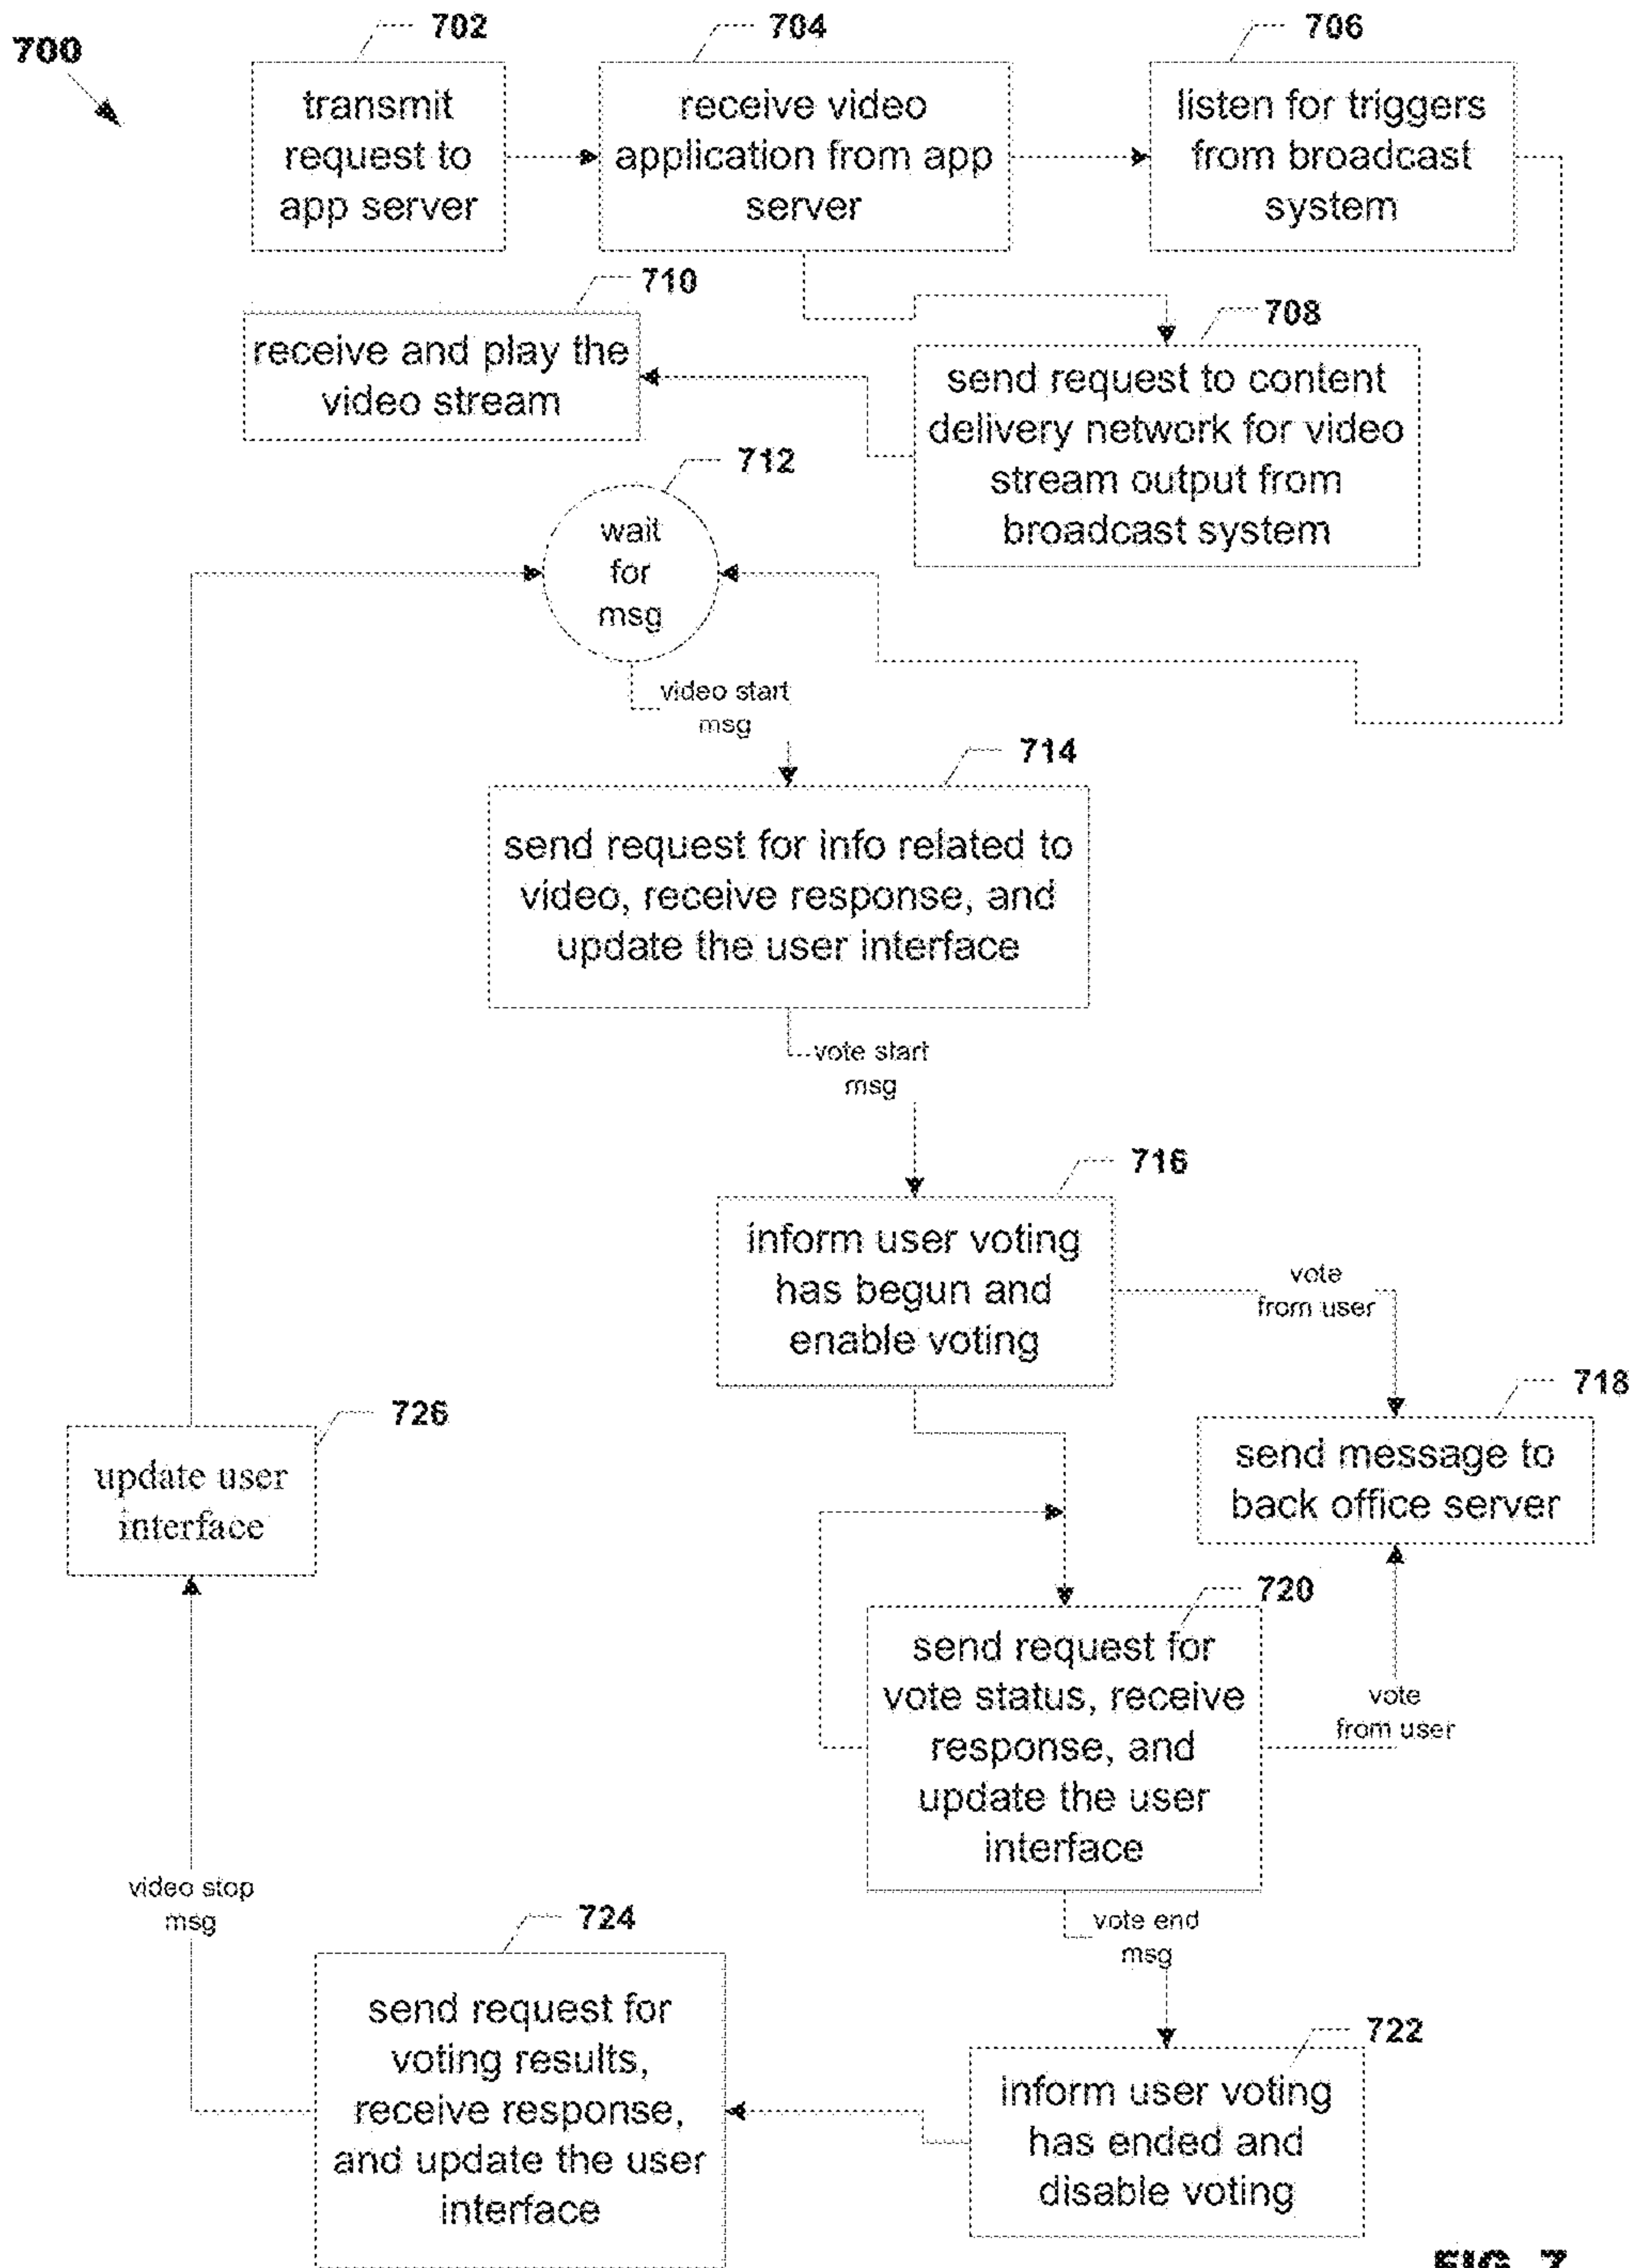 700
702
transmit
request to
app server
704
receive video
application from app
server
706
listen for triggers
from broadcast
system
710
receive and play the
video stream
708
send request to content
delivery network for video
stream output from
broadcast system
712
wait
for
msg
video start
msg
714
send request for info related to
video, receive response, and
update the user interface
vote start
msg
716
inform user voting
has begun and
enable voting
vote
from user
718
send message to
back office server
726
update user
interface
720
send request for
vote status, receive
response, and
update the user
interface
vote
from user
video stop
msg
vote end
msg
724
send request for
voting results,
receive response,
and update the user
interface
722
inform user voting
has ended and
disable voting
FIG. 7